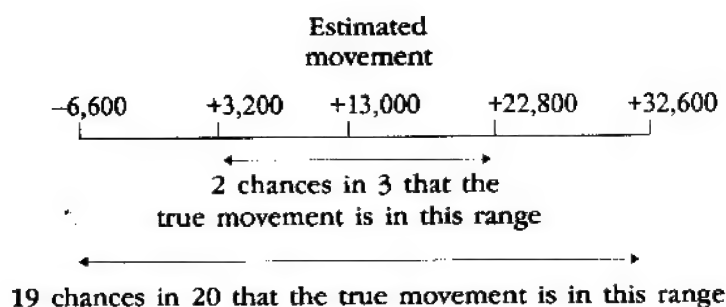 Estimated
movement
–6,600 +3,200 +13,000 +22,800 +32,600
2 chances in 3 that the
true movement is in this range
19 chances in 20 that the true movement is in this range